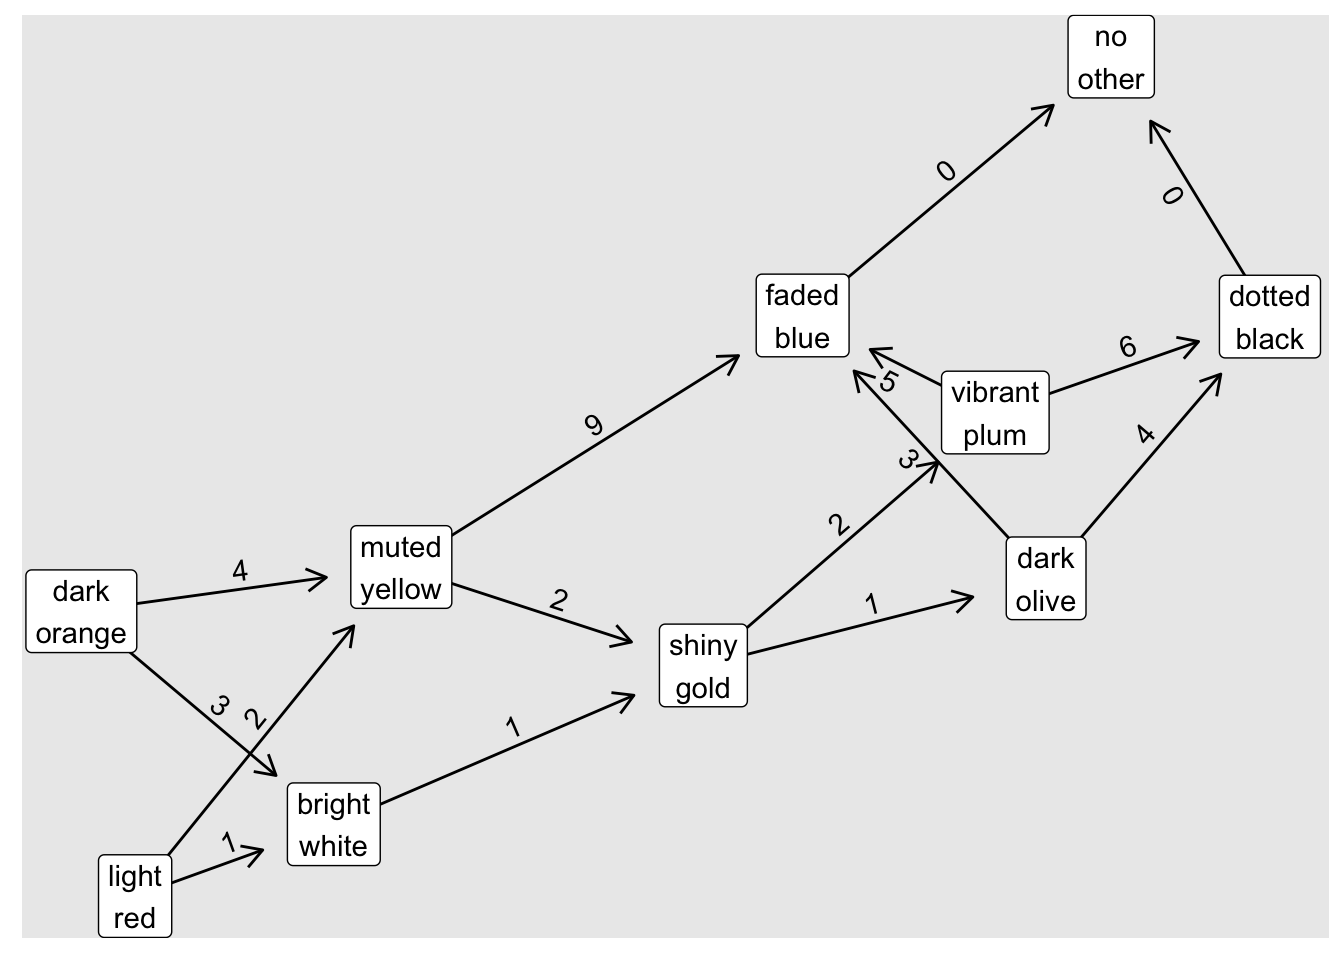 no
other
0
0
faded
blue
dotted
black
6
5
vibrant
plum
9
4
3
2
muted
yellow
dark
olive
4
dark
orange
2
1
shiny
gold
3
2
1
bright
white
1
light
red